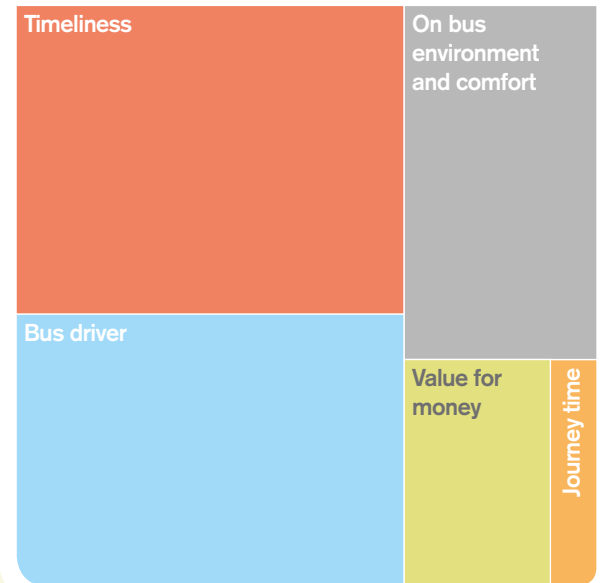 Timeliness
On bus
environment
and comfort
Bus driver
Value for
money
Journey time